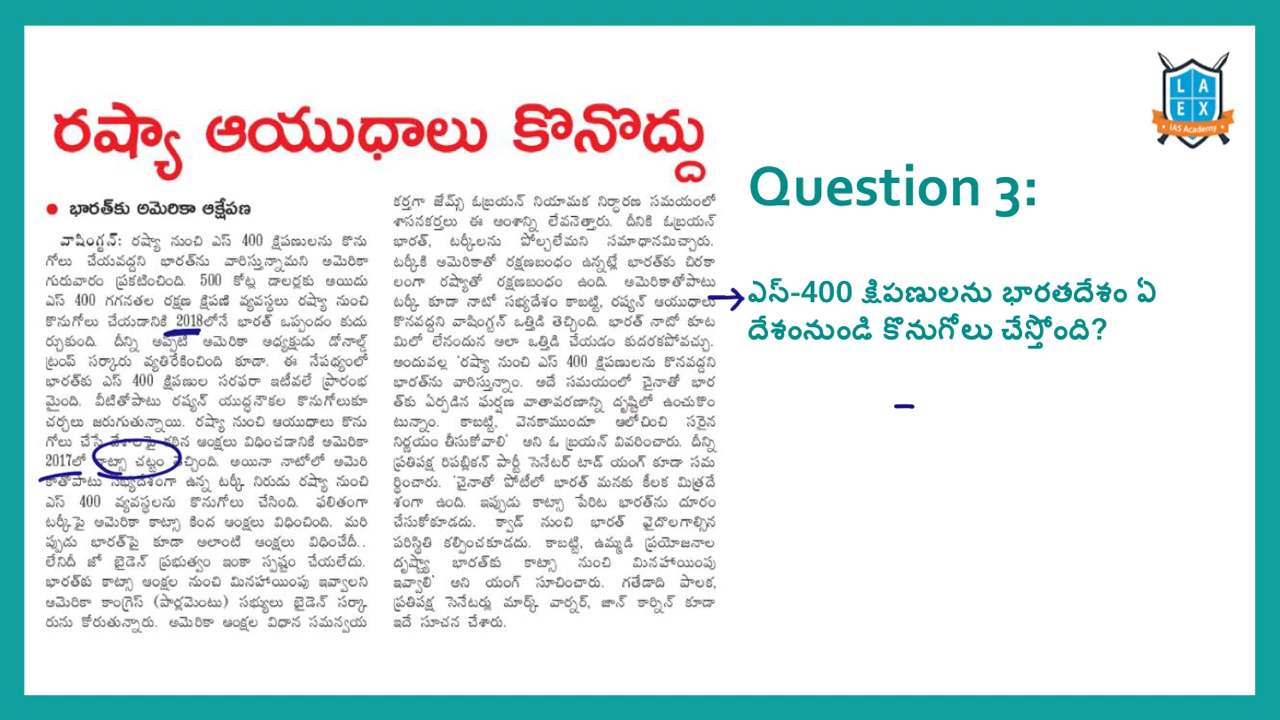 రష్యా ఆయుధాలు కొనొద్దు
● భారత్‌కు అమెరికా ఆక్షేపణ
వాషింగ్టన్: రష్యా నుంచి ఎస్ 400 క్షిపణులను కొను
గోలు చేయవద్దని భారత్‌ను వారిస్తున్నామని అమెరికా
గురువారం ప్రకటించింది. 500 కోట్ల డాలర్లకు అయిదు
ఎస్ 400 గగనతల రక్షణ క్షిపణి వ్యవస్థలు రష్యా నుంచి
కొనుగోలు చేయడానికి 2018లోనే భారత్ ఒప్పందం కుదు
ర్చుకుంది. దీన్ని అప్పటి అమెరికా అధ్యక్షుడు డోనాల్డ్
ట్రంప్ సర్కారు వ్యతిరేకించింది కూడా. ఈ నేపథ్యంలో
భారత్‌కు ఎస్ 400 క్షిపణుల సరఫరా ఇటీవలే ప్రారంభ
మైంది. వీటితోపాటు రష్యన్ యుద్ధనౌకల కొనుగోలుకూ
చర్చలు జరుగుతున్నాయి. రష్యా నుంచి ఆయుధాలు కొను
గోలు చేసే దేశాలపై కఠిన ఆంక్షలు విధించడానికి అమెరికా
2017లో కాట్సా చట్టం తెచ్చింది. అయినా నాటోలో అమెరి
కాతోపాటు సభ్యదేశంగా ఉన్న టర్కీ నిరుడు రష్యా నుంచి
ఎస్ 400 వ్యవస్థలను కొనుగోలు చేసింది. ఫలితంగా
టర్కీపై అమెరికా కాట్సా కింద ఆంక్షలు విధించింది. మరి
ప్పుడు భారత్‌పై కూడా అలాంటి ఆంక్షలు విధించేదీ..
లేనిదీ జో బైడెన్ ప్రభుత్వం ఇంకా స్పష్టం చేయలేదు.
భారత్‌కు కాట్సా ఆంక్షల నుంచి మినహాయింపు ఇవ్వాలని
అమెరికా కాంగ్రెస్ (పార్లమెంటు) సభ్యులు బైడెన్ సర్కా
రును కోరుతున్నారు. అమెరికా ఆంక్షల విధాన సమన్వయ
కర్తగా జేమ్స్ ఓబ్రయన్ నియామక నిర్ధారణ సమయంలో
శాసనకర్తలు ఈ అంశాన్ని లేవనెత్తారు. దీనికి ఓబ్రయన్
భారత్, టర్కీలను పోల్చలేమని సమాధానమిచ్చారు.
టర్కీకి అమెరికాతో రక్షణబంధం ఉన్నట్లే భారత్‌కు చిరకా
లంగా రష్యాతో రక్షణబంధం ఉంది. అమెరికాతోపాటు
టర్కీ కూడా నాటో సభ్యదేశం కాబట్టి, రష్యన్ ఆయుధాలు
కొనవద్దని వాషింగ్టన్ ఒత్తిడి తెచ్చింది. భారత్ నాటో కూట
మిలో లేనందున అలా ఒత్తిడి చేయడం కుదరకపోవచ్చు.
అందువల్ల ‘రష్యా నుంచి ఎస్ 400 క్షిపణులను కొనవద్దని
భారత్‌ను వారిస్తున్నాం. అదే సమయంలో చైనాతో భార
త్‌కు ఏర్పడిన ఘర్షణ వాతావరణాన్ని దృష్టిలో ఉంచుకొం
టున్నాం. కాబట్టి, వెనకాముందూ ఆలోచించి సరైన
నిర్ణయం తీసుకోవాలి’ అని ఓ బ్రయన్ వివరించారు. దీన్ని
ప్రతిపక్ష రిపబ్లికన్ పార్టీ సెనేటర్ టాడ్ యంగ్ కూడా సమ
ర్థించారు. ‘చైనాతో పోటీలో భారత్ మనకు కీలక మిత్రదే
శంగా ఉంది. ఇప్పుడు కాట్సా పేరిట భారత్‌ను దూరం
చేసుకోకూడదు. క్వాడ్ నుంచి భారత్ వైదొలగాల్సిన
పరిస్థితి కల్పించకూడదు. కాబట్టి, ఉమ్మడి ప్రయోజనాల
దృష్ట్యా భారత్‌కు కాట్సా నుంచి మినహాయింపు
ఇవ్వాలి’ అని యంగ్ సూచించారు. గతేడాది పాలక,
ప్రతిపక్ష సెనేటర్లు మార్క్ వార్నర్, జాన్ కార్నిన్ కూడా
ఇదే సూచన చేశారు.
L A
E X
IAS Academy
Question 3:
ఎస్-400 క్షిపణులను భారతదేశం ఏ
దేశంనుండి కొనుగోలు చేస్తోంది?